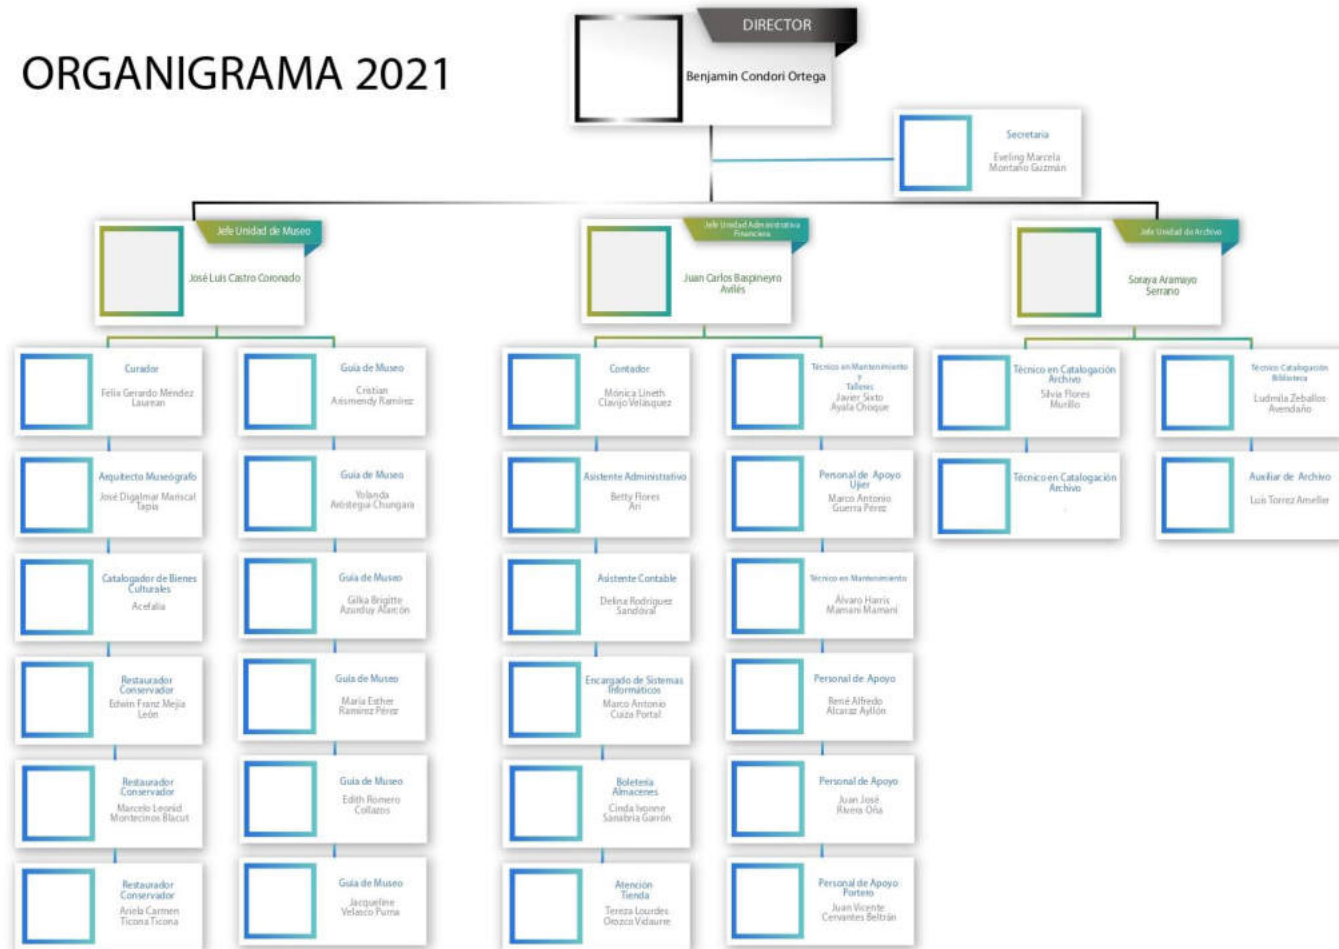 ORGANIGRAMA 2021
DIRECTOR
Benjamin Condori Ortega
Secretaria
Eveling Marcela
Montaño Guzmán
Jefe Unidad de Museo
José Luis Castro Coronado
Jefe Unidad Administrativa
Financiera
Juan Carlos Baspineyro
Avilés
Jefe Unidad de Archivo
Soraya Aramayo
Serrano
Curador
Felix Gerardo Méndez
Laurean
Arquitecto Museógrafo
José Digalmar Mariscal
Tapia
Catalogador de Bienes
Culturales
Acefalia
Restaurador
Conservador
Edwin Franz Mejia
León
Restaurador
Conservador
Marcelo Leonid
Montecinos Blacut
Restaurador
Conservador
Ariela Carmen
Ticona Ticona
Guía de Museo
Cristian
Arismendy Ramírez
Guía de Museo
Yolanda
Aróstegia Chungara
Guía de Museo
Gilka Brigitte
Azurduy Alarcón
Guía de Museo
María Esther
Ramírez Pérez
Guía de Museo
Edith Romero
Collazos
Guía de Museo
Jacqueline
Velasco Puma
Contador
Mónica Lineth
Clavijo Velásquez
Asistente Administrativo
Betty Flores
Ari
Asistente Contable
Delina Rodriguez
Sandóval
Encargado de Sistemas
Informáticos
Marco Antonio
Cuiza Portal
Boletería
Almacenes
Cinda Ivonne
Sanabria Garrón
Atención
Tienda
Tereza Lourdes
Orozco Vidaurre
Técnico en Mantenimiento
y
Talleres
Javier Sixto
Ayala Choque
Personal de Apoyo
Ujier
Marco Antonio
Guerra Pérez
Técnico en Mantenimiento
Álvaro Harris
Mamani Mamani
Personal de Apoyo
René Alfredo
Alcaraz Ayllón
Personal de Apoyo
Juan José
Rivera Oña
Personal de Apoyo
Portero
Juan Vicente
Cervantes Beltrán
Técnico en Catalogación
Archivo
Silvia Flores
Murillo
Técnico en Catalogación
Archivo
.
Técnico Catalogación
Biblioteca
Ludmila Zeballos
Avendaño
Auxiliar de Archivo
Luis Torrez Ameller